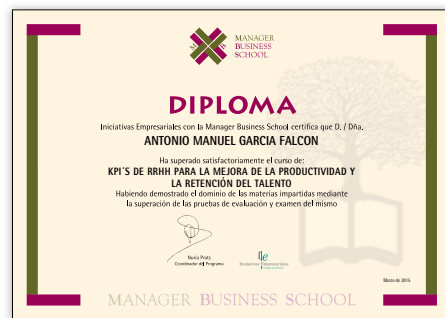 M B
MANAGER
BUSINESS
SCHOOL
DIPLOMA
Iniciativas Empresariales con la Manager Business School certifica que D. / Dña.
ANTONIO MANUEL GARCIA FALCON
Ha superado satisfactoriamente el curso de:
KPI´S DE RRHH PARA LA MEJORA DE LA PRODUCTIVIDAD Y
LA RETENCIÓN DEL TALENTO
Habiendo demostrado el dominio de las materias impartidas mediante
la superación de las pruebas de evaluación y examen del mismo
Nuria Prats
Coordinador del Programa
Iniciativas Empresariales
Marzo de 2015
MANAGER BUSINESS SCHOOL